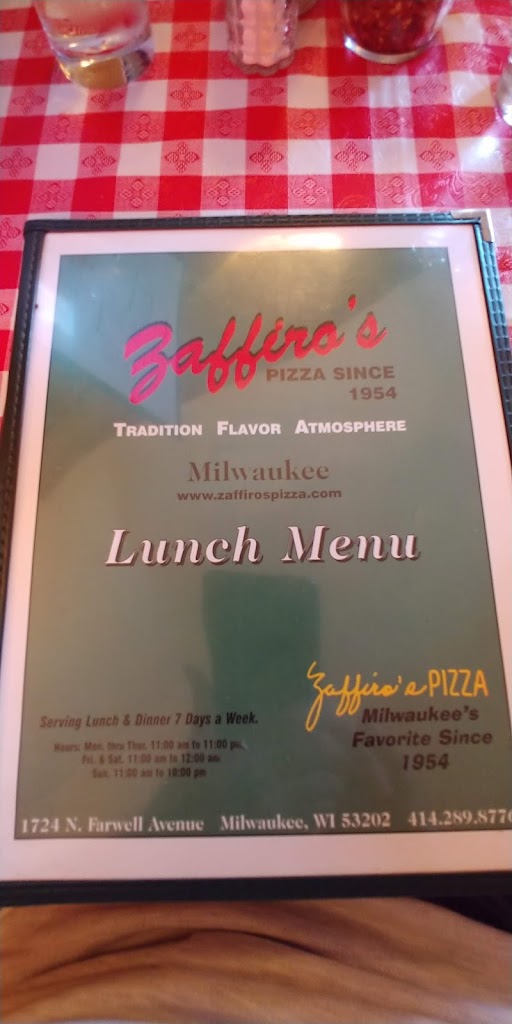 Zaffiro's
PIZZA SINCE
1954
TRADITION FLAVOR ATMOSPHERE
Milwaukee
www.zaffirospizza.com
Lunch Menu
Zaffiro's PIZZA
Milwaukee's
Favorite Since
1954
Serving Lunch & Dinner 7 Days a Week.
Hours: Mon. thru Thur. 11:00 am to 11:00 pm,
Fri. & Sat. 11:00 am to 12:00 am
Sun. 11:00 am to 10:00 pm
1724 N. Farwell Avenue Milwaukee, WI 53202 414.289.8776